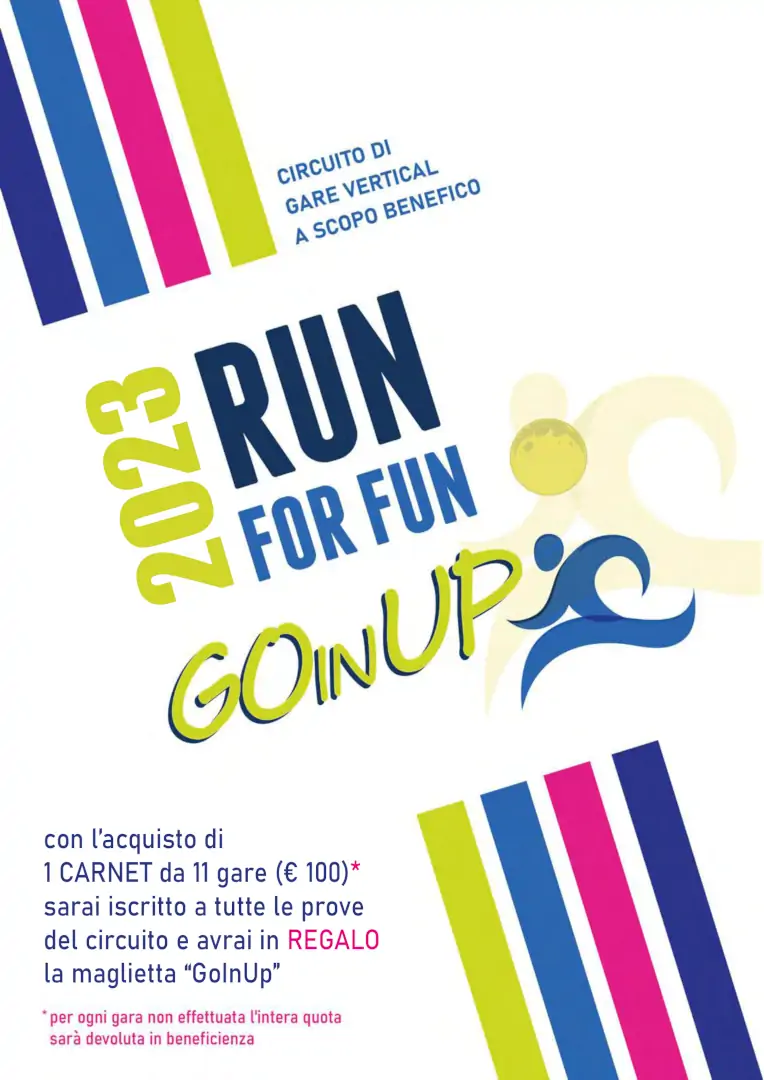 CIRCUITO DI
GARE VERTICAL
A SCOPO BENEFICO
2023
RUN
FOR FUN
GOINUP
con l'acquisto di
1 CARNET da 11 gare (€ 100)*
sarai iscritto a tutte le prove
del circuito e avrai in REGALO
la maglietta “GoInUp”
* per ogni gara non effettuata l'intera quota
sarà devoluta in beneficienza